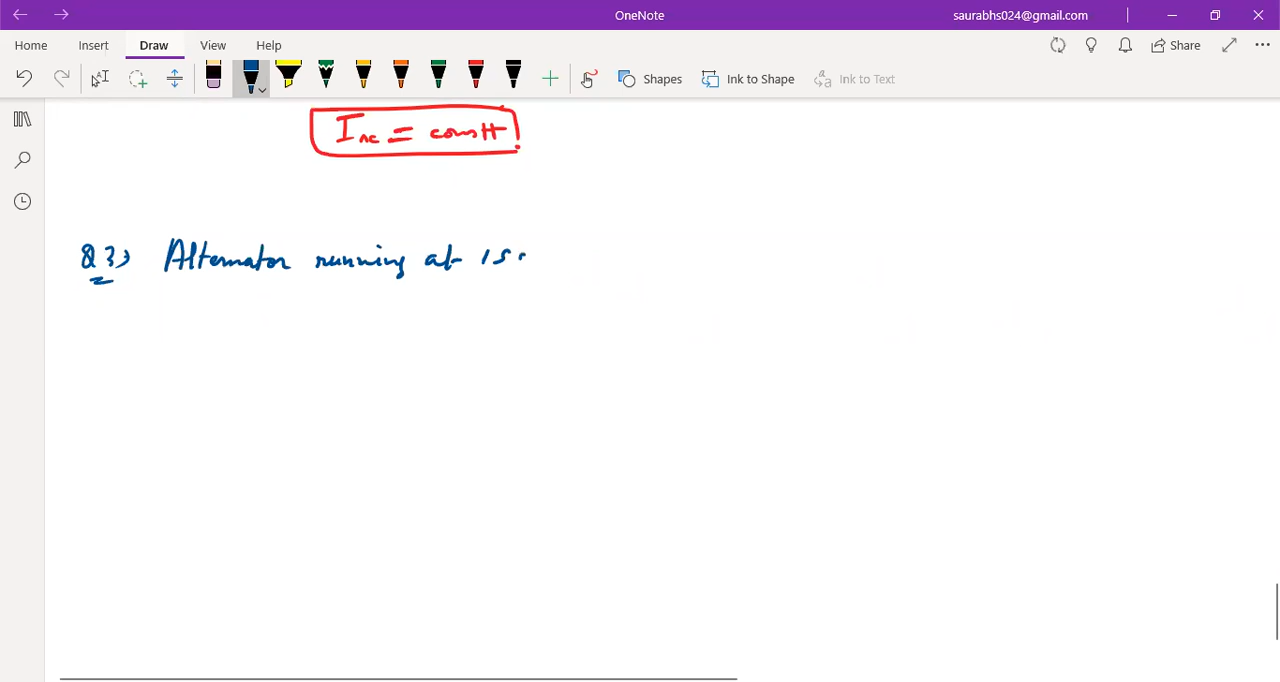 OneNote
saurabhs024@gmail.com
Home Insert Draw View Help
Share
Shapes
Ink to Shape
Ink to Text
Isc = constt
Q3) Alternator running at 15